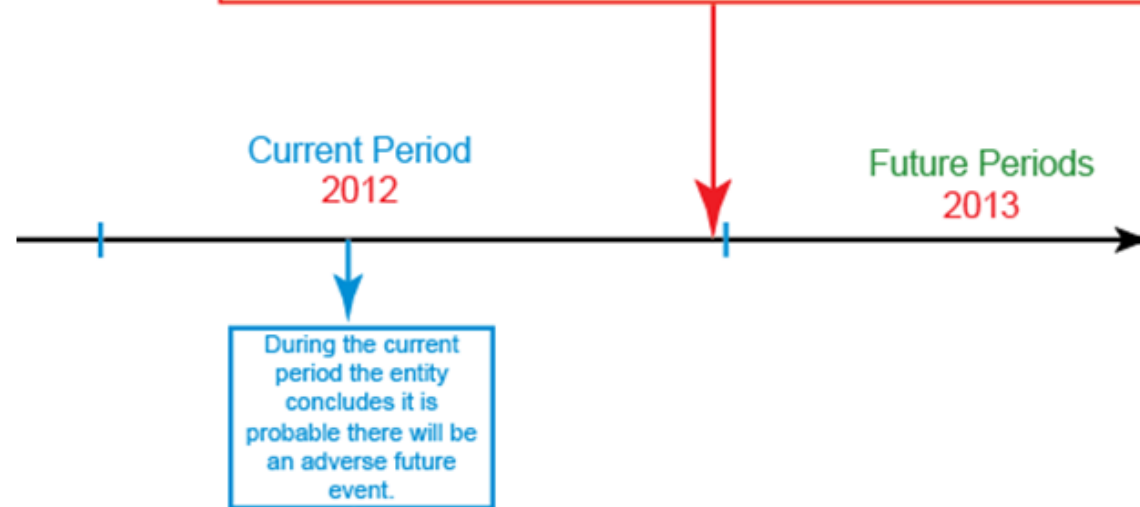 Current Period
2012
Future Periods
2013
During the current
period the entity
concludes it is
probable there will be
an adverse future
event.